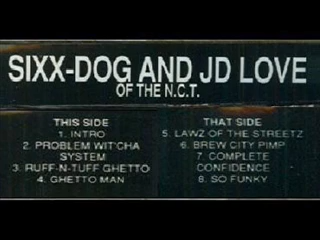 SIXX-DOG AND JD LOVE
OF THE N.C.T.
THIS SIDE
1. INTRO
2. PROBLEM WIT'CHA
SYSTEM
3. RUFF-N-TUFF GHETTO
4. GHETTO MAN
THAT SIDE
5. LAWZ OF THE STREETZ
6. BREW CITY PIMP
7. COMPLETE
CONFIDENCE
8. SO FUNKY